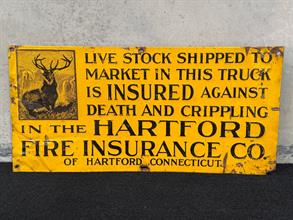 LIVE STOCK SHIPPED TO
MARKET IN THIS TRUCK
IS INSURED AGAINST
DEATH AND CRIPPLING
IN THE HARTFORD
FIRE INSURANCE CO.
OF HARTFORD, CONNECTICUT.